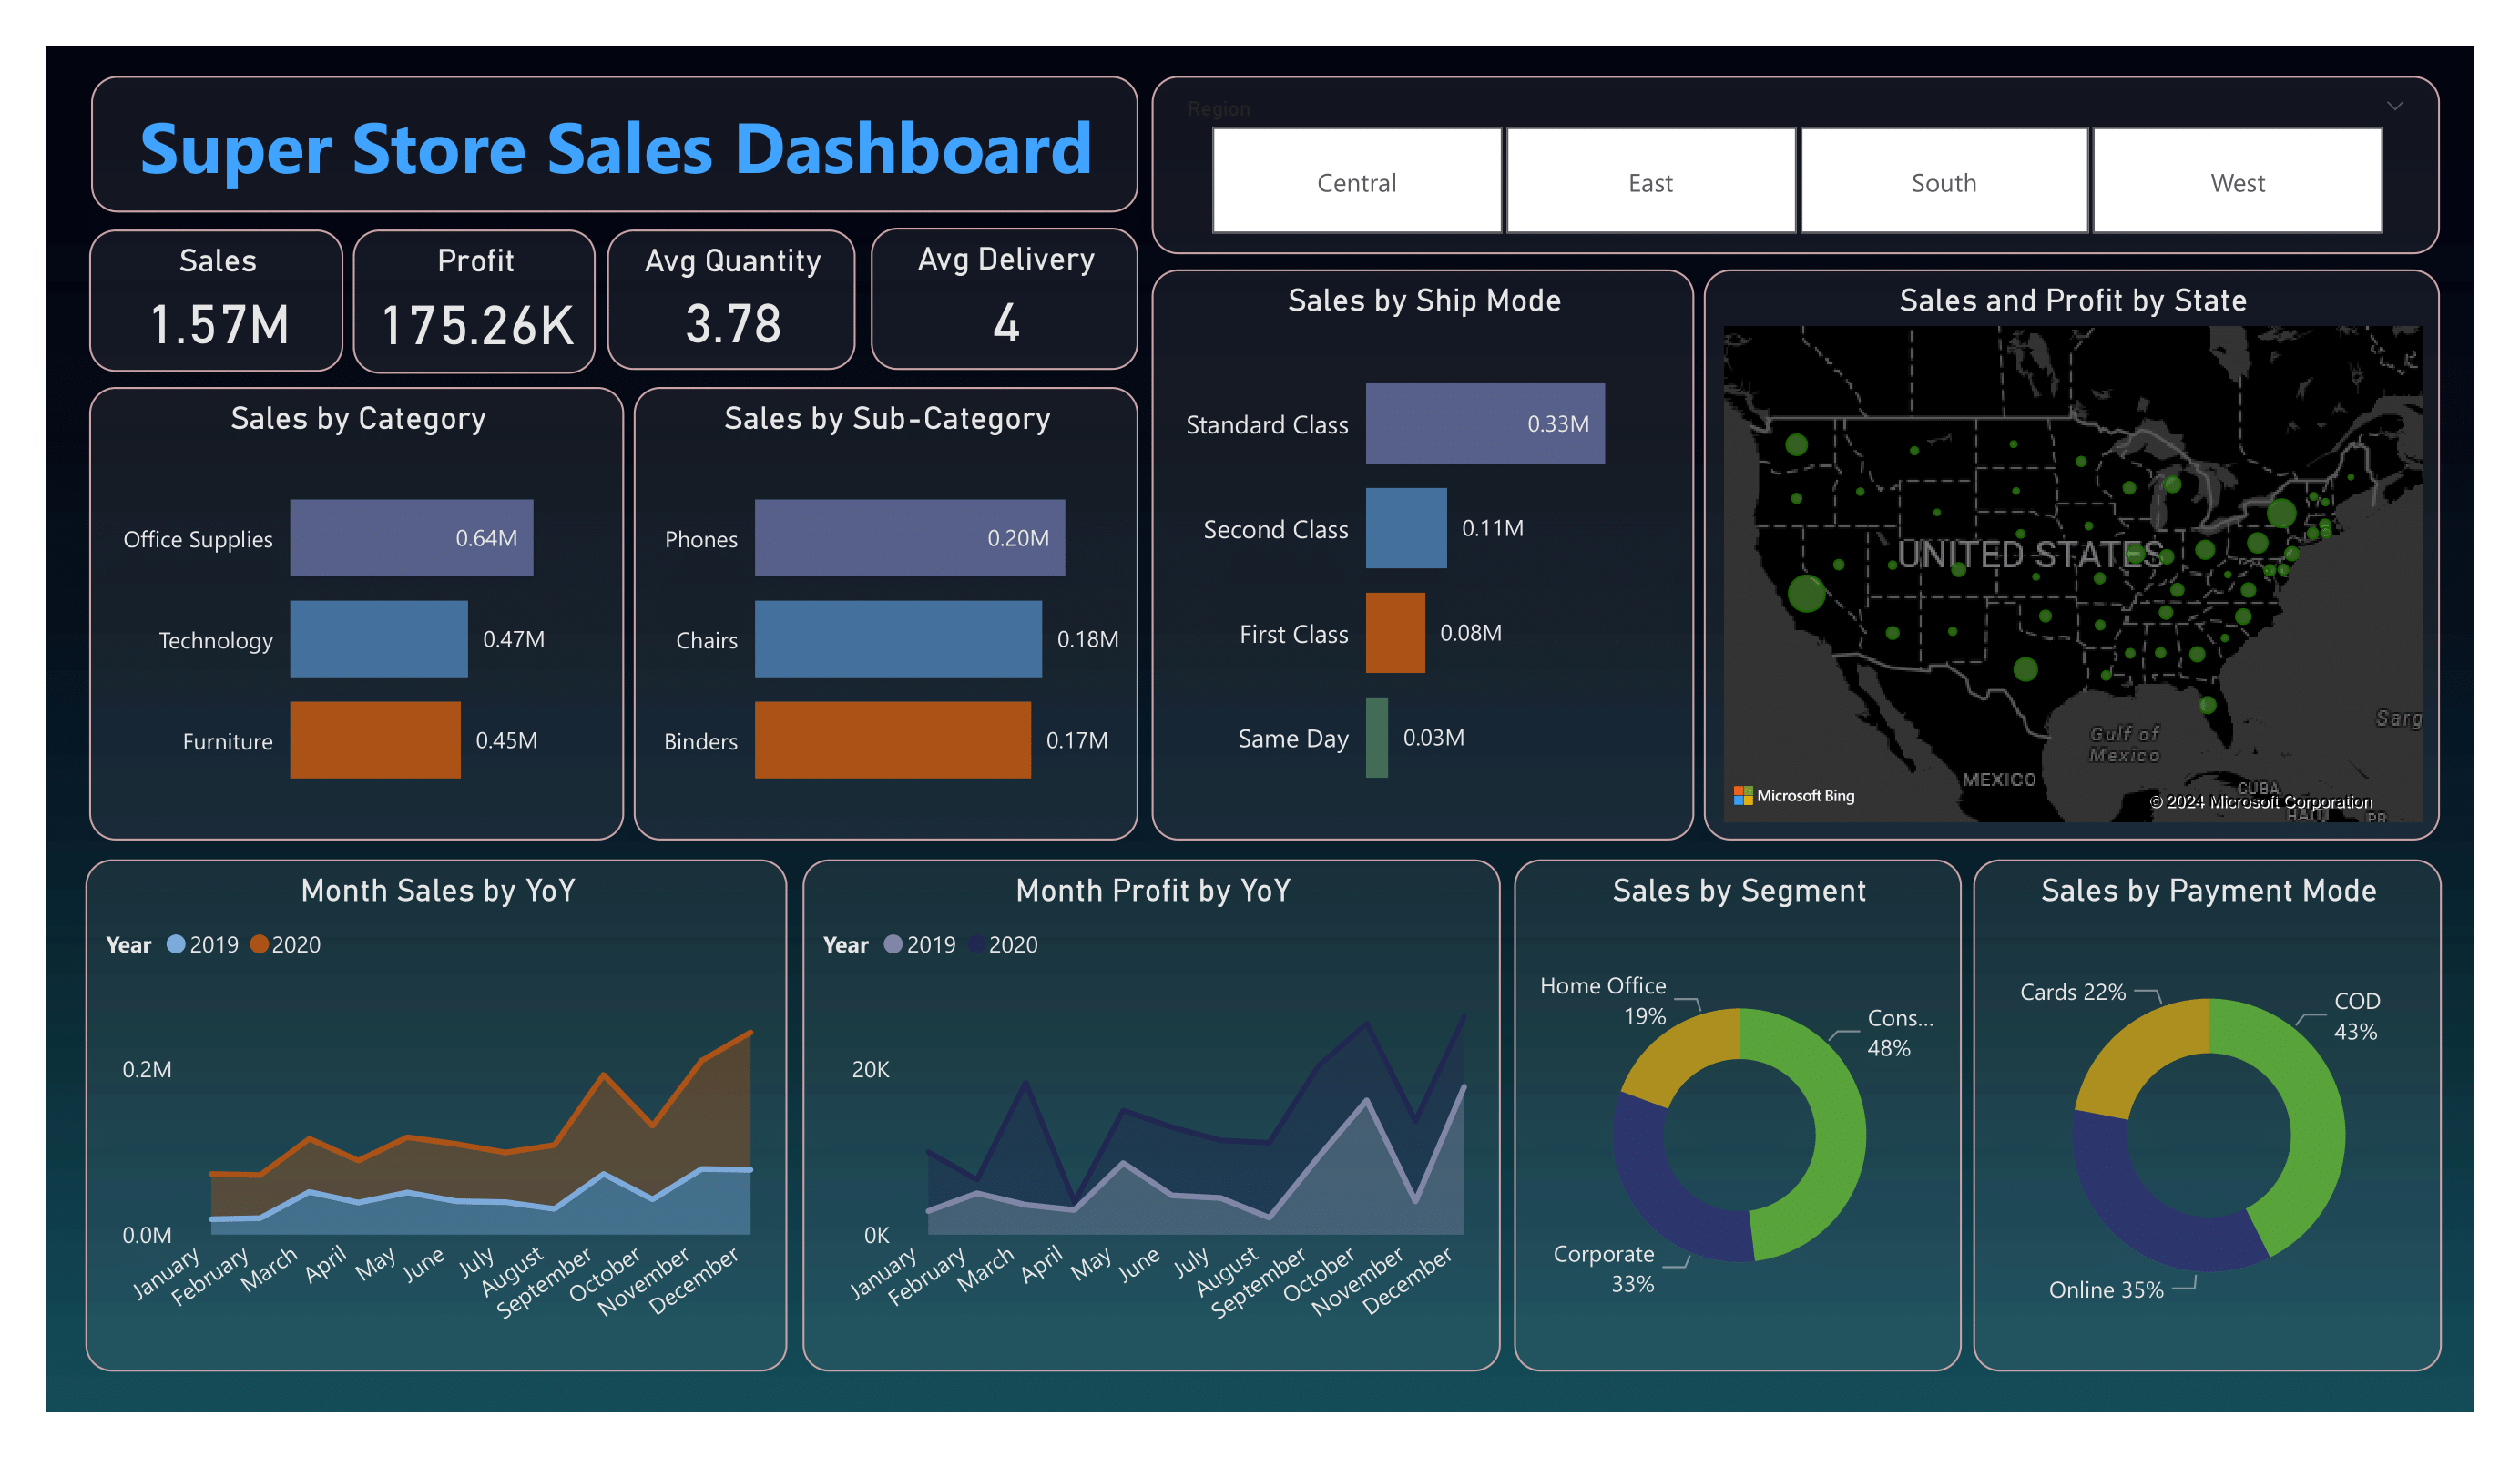 Super Store Sales Dashboard
Region
Central
East
South
West
Sales
1.57M
Profit
175.26K
Avg Quantity
3.78
Avg Delivery
4
Sales by Category
Office Supplies
0.64M
Technology
0.47M
Furniture
0.45M
Sales by Sub-Category
Phones
0.20M
Chairs
0.18M
Binders
0.17M
Sales by Ship Mode
Standard Class
0.33M
Second Class
0.11M
First Class
0.08M
Same Day
0.03M
Sales and Profit by State
UNITED STATES
Sarg
Gulf of
Mexico
MEXICO
CUBA
Microsoft Bing
© 2024 Microsoft Corporation
HAITI
PR
Month Sales by YoY
Year 2019 2020
0.2M
0.0M
January
February
March
April
May
June
July
August
September
October
November
December
Month Profit by YoY
Year 2019 2020
20K
0K
January
February
March
April
May
June
July
August
September
October
November
December
Sales by Segment
Home Office
19%
Cons...
48%
Corporate
33%
Sales by Payment Mode
Cards 22%
COD
43%
Online 35%